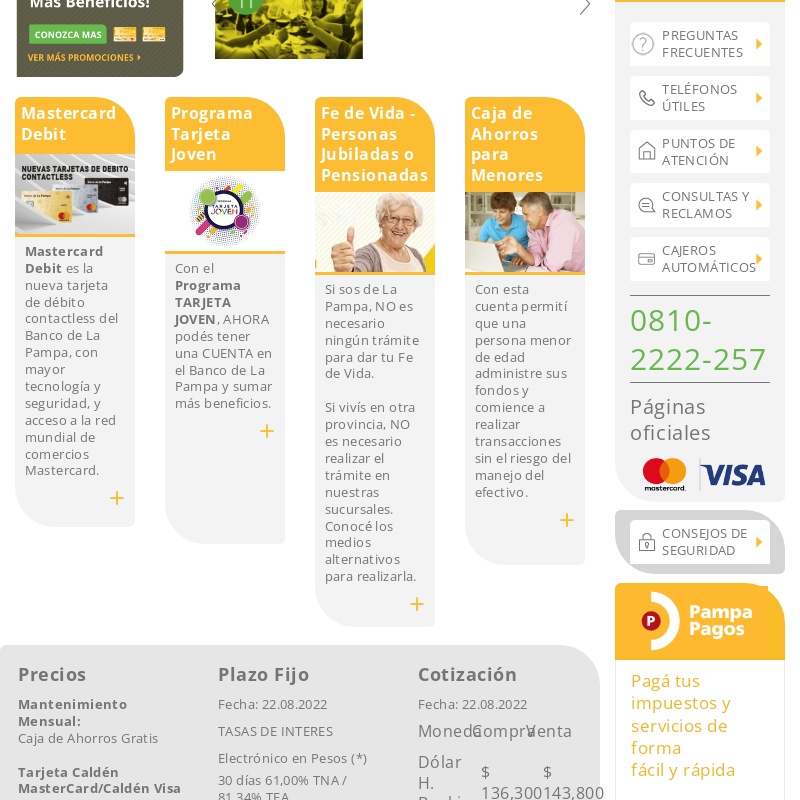 Más Beneficios!
CONOZCA MAS
VER MÁS PROMOCIONES
Mastercard
Debit
NUEVAS TARJETAS DE DEBITO
CONTACTLESS
Mastercard
Debit es la
nueva tarjeta
de débito
contactless del
Banco de La
Pampa, con
mayor
tecnología y
seguridad, y
acceso a la red
mundial de
comercios
Mastercard.
+
Programa
Tarjeta
Joven
TARJETA
JOVEN
Con el
Programa
TARJETA
JOVEN, AHORA
podés tener
una CUENTA en
el Banco de La
Pampa y sumar
más beneficios.
+
Fe de Vida -
Personas
Jubiladas o
Pensionadas
Si sos de La
Pampa, NO es
necesario
ningún trámite
para dar tu Fe
de Vida.
Si vivís en otra
provincia, NO
es necesario
realizar el
trámite en
nuestras
sucursales.
Conocé los
medios
alternativos
para realizarla.
+
Caja de
Ahorros
para
Menores
Con esta
cuenta permití
que una
persona menor
de edad
administre sus
fondos y
comience a
realizar
transacciones
sin el riesgo del
manejo del
efectivo.
+
Precios
Mantenimiento
Mensual:
Caja de Ahorros Gratis
Tarjeta Caldén
MasterCard/Caldén Visa
Plazo Fijo
Fecha: 22.08.2022
TASAS DE INTERES
Electrónico en Pesos (*)
30 días 61,00% TNA /
81,34% TEA
Cotización
Fecha: 22.08.2022
Moneda Compra Venta
Dólar
H.
$ $
136,300 143,800
PREGUNTAS
FRECUENTES
TELÉFONOS
ÚTILES
PUNTOS DE
ATENCIÓN
CONSULTAS Y
RECLAMOS
CAJEROS
AUTOMÁTICOS
0810-
2222-257
Páginas
oficiales
mastercard.
VISA
CONSEJOS DE
SEGURIDAD
P
Pampa
Pagos
Pagá tus
impuestos y
servicios de
forma
fácil y rápida